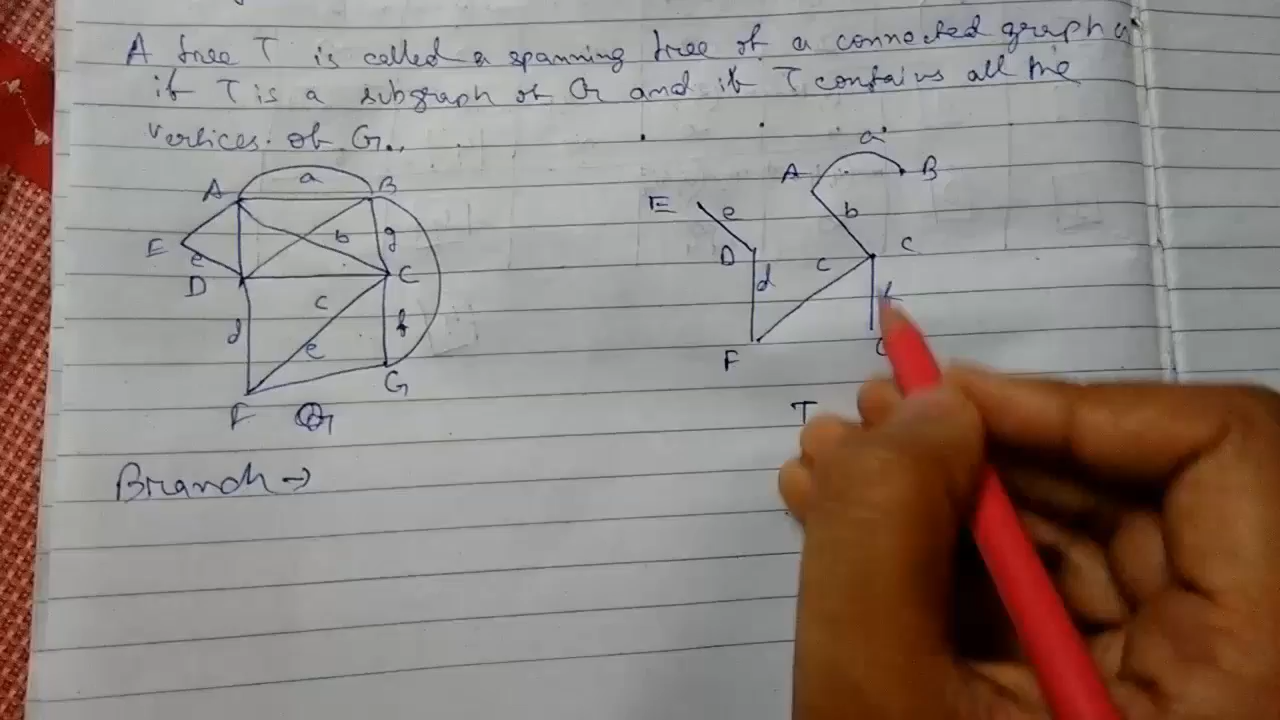 A tree T is called a spanning tree of a connected graph G
if T is a subgraph of G and if T contains all the
vertices of G.
a
A B
E b g
e D C
c
d e f
F G
G
a
A B
E e b
D C
d c f
F
T
Branch →